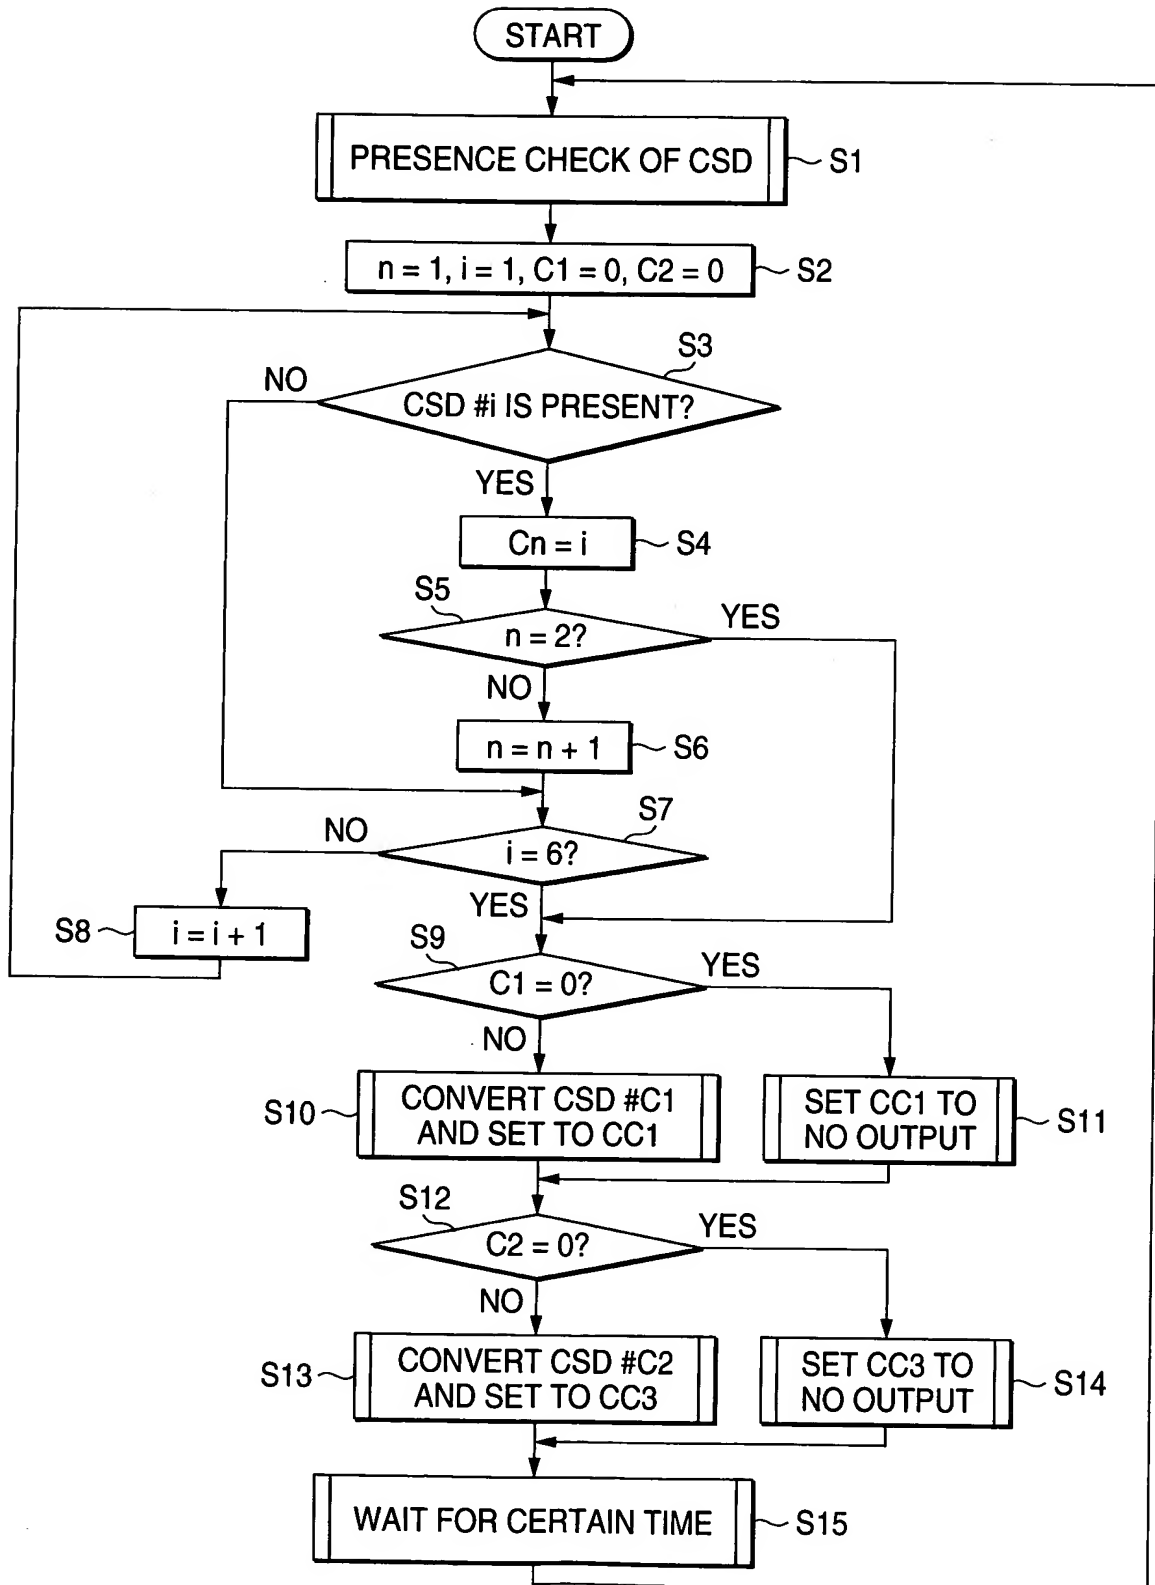 START
PRESENCE CHECK OF CSD
S1
n = 1, i = 1, C1 = 0, C2 = 0
S2
S3
NO
CSD #i IS PRESENT?
YES
Cn = i
S4
S5
YES
n = 2?
NO
n = n + 1
S6
S7
NO
i = 6?
YES
S8
i = i + 1
S9
YES
C1 = 0?
NO
S10
CONVERT CSD #C1
AND SET TO CC1
SET CC1 TO
NO OUTPUT
S11
S12
YES
C2 = 0?
NO
S13
CONVERT CSD #C2
AND SET TO CC3
SET CC3 TO
NO OUTPUT
S14
WAIT FOR CERTAIN TIME
S15